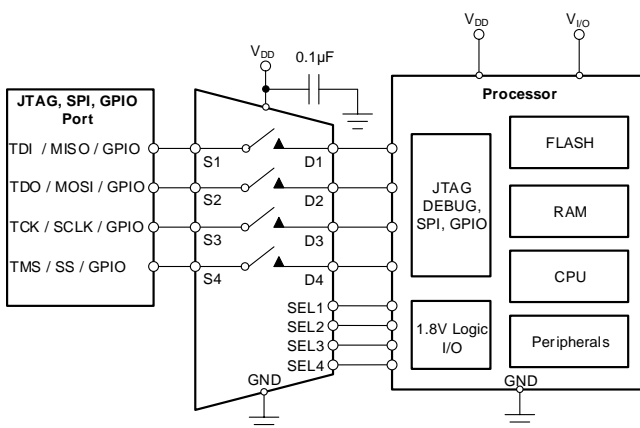 VDD
0.1µF
VDD
VI/O
JTAG, SPI, GPIO
Port
TDI / MISO / GPIO
TDO / MOSI / GPIO
TCK / SCLK / GPIO
TMS / SS / GPIO
S1
S2
S3
S4
D1
D2
D3
D4
SEL1
SEL2
SEL3
SEL4
GND
Processor
JTAG
DEBUG,
SPI, GPIO
1.8V Logic
I/O
FLASH
RAM
CPU
Peripherals
GND